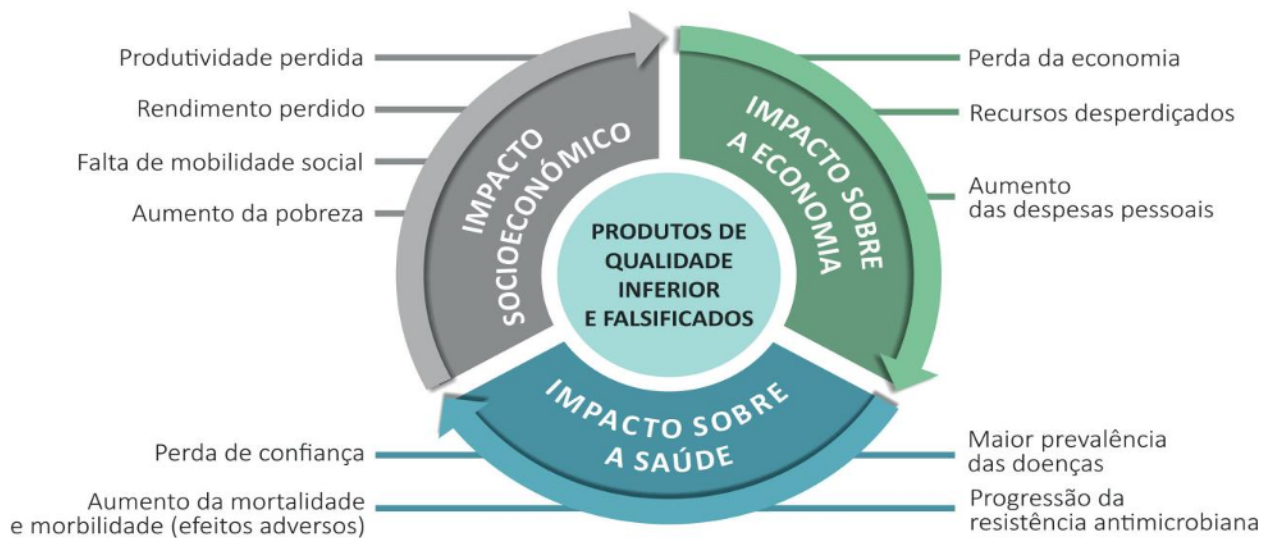 Produtividade perdida
Rendimento perdido
Falta de mobilidade social
Aumento da pobreza
IMPACTO
SOCIOECONÓMICO
IMPACTO SOBRE
A ECONOMIA
Perda da economia
Recursos desperdiçados
Aumento
das despesas pessoais
PRODUTOS DE
QUALIDADE
INFERIOR
E FALSIFICADOS
IMPACTO SOBRE
A SAÚDE
Perda de confiança
Aumento da mortalidade
e morbilidade (efeitos adversos)
Maior prevalência
das doenças
Progressão da
resistência antimicrobiana